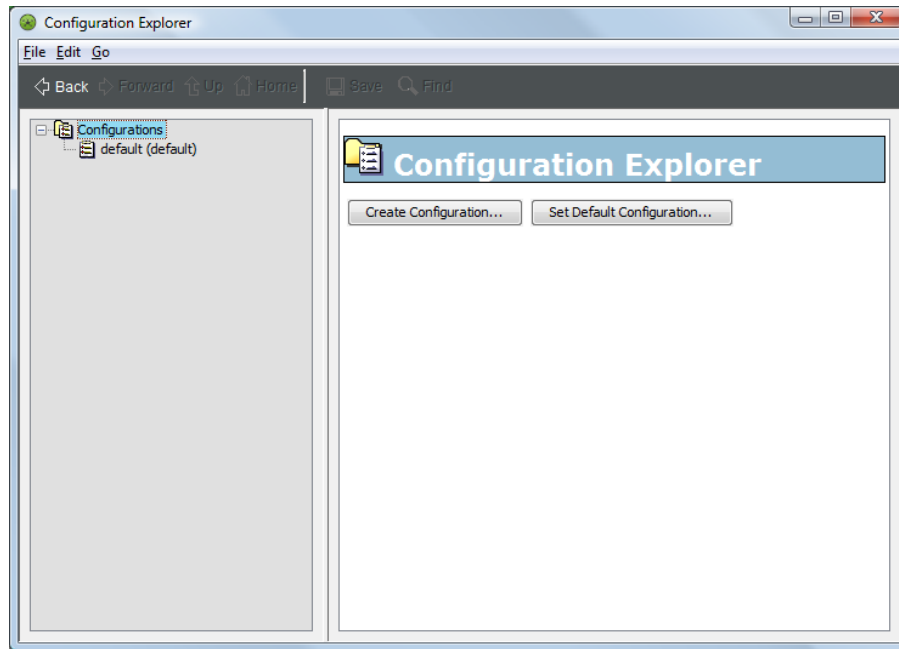 Configuration Explorer
File Edit Go
Back Forward Up Home Save Find
Configurations
default (default)
Configuration Explorer
Create Configuration... Set Default Configuration...